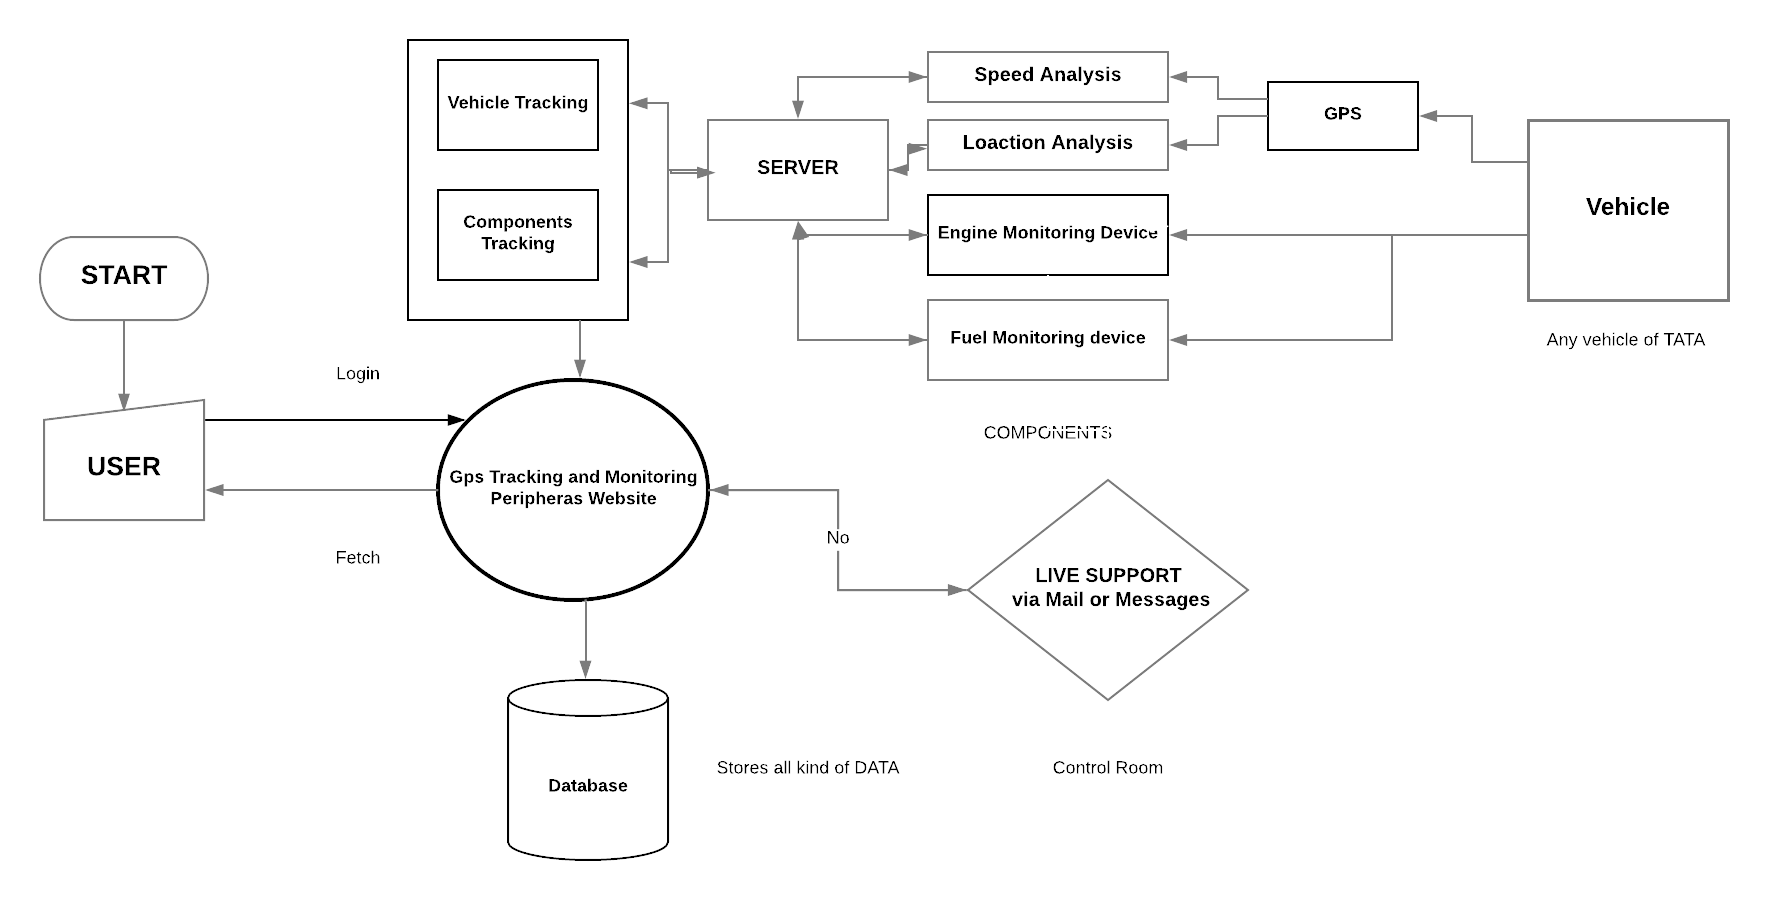 Vehicle Tracking
Components
Tracking
SERVER
Speed Analysis
Loaction Analysis
Engine Monitoring Device
Fuel Monitoring device
GPS
Vehicle
Any vehicle of TATA
COMPONENTS
START
USER
Login
Fetch
Gps Tracking and Monitoring
Peripheras Website
No
LIVE SUPPORT
via Mail or Messages
Control Room
Database
Stores all kind of DATA